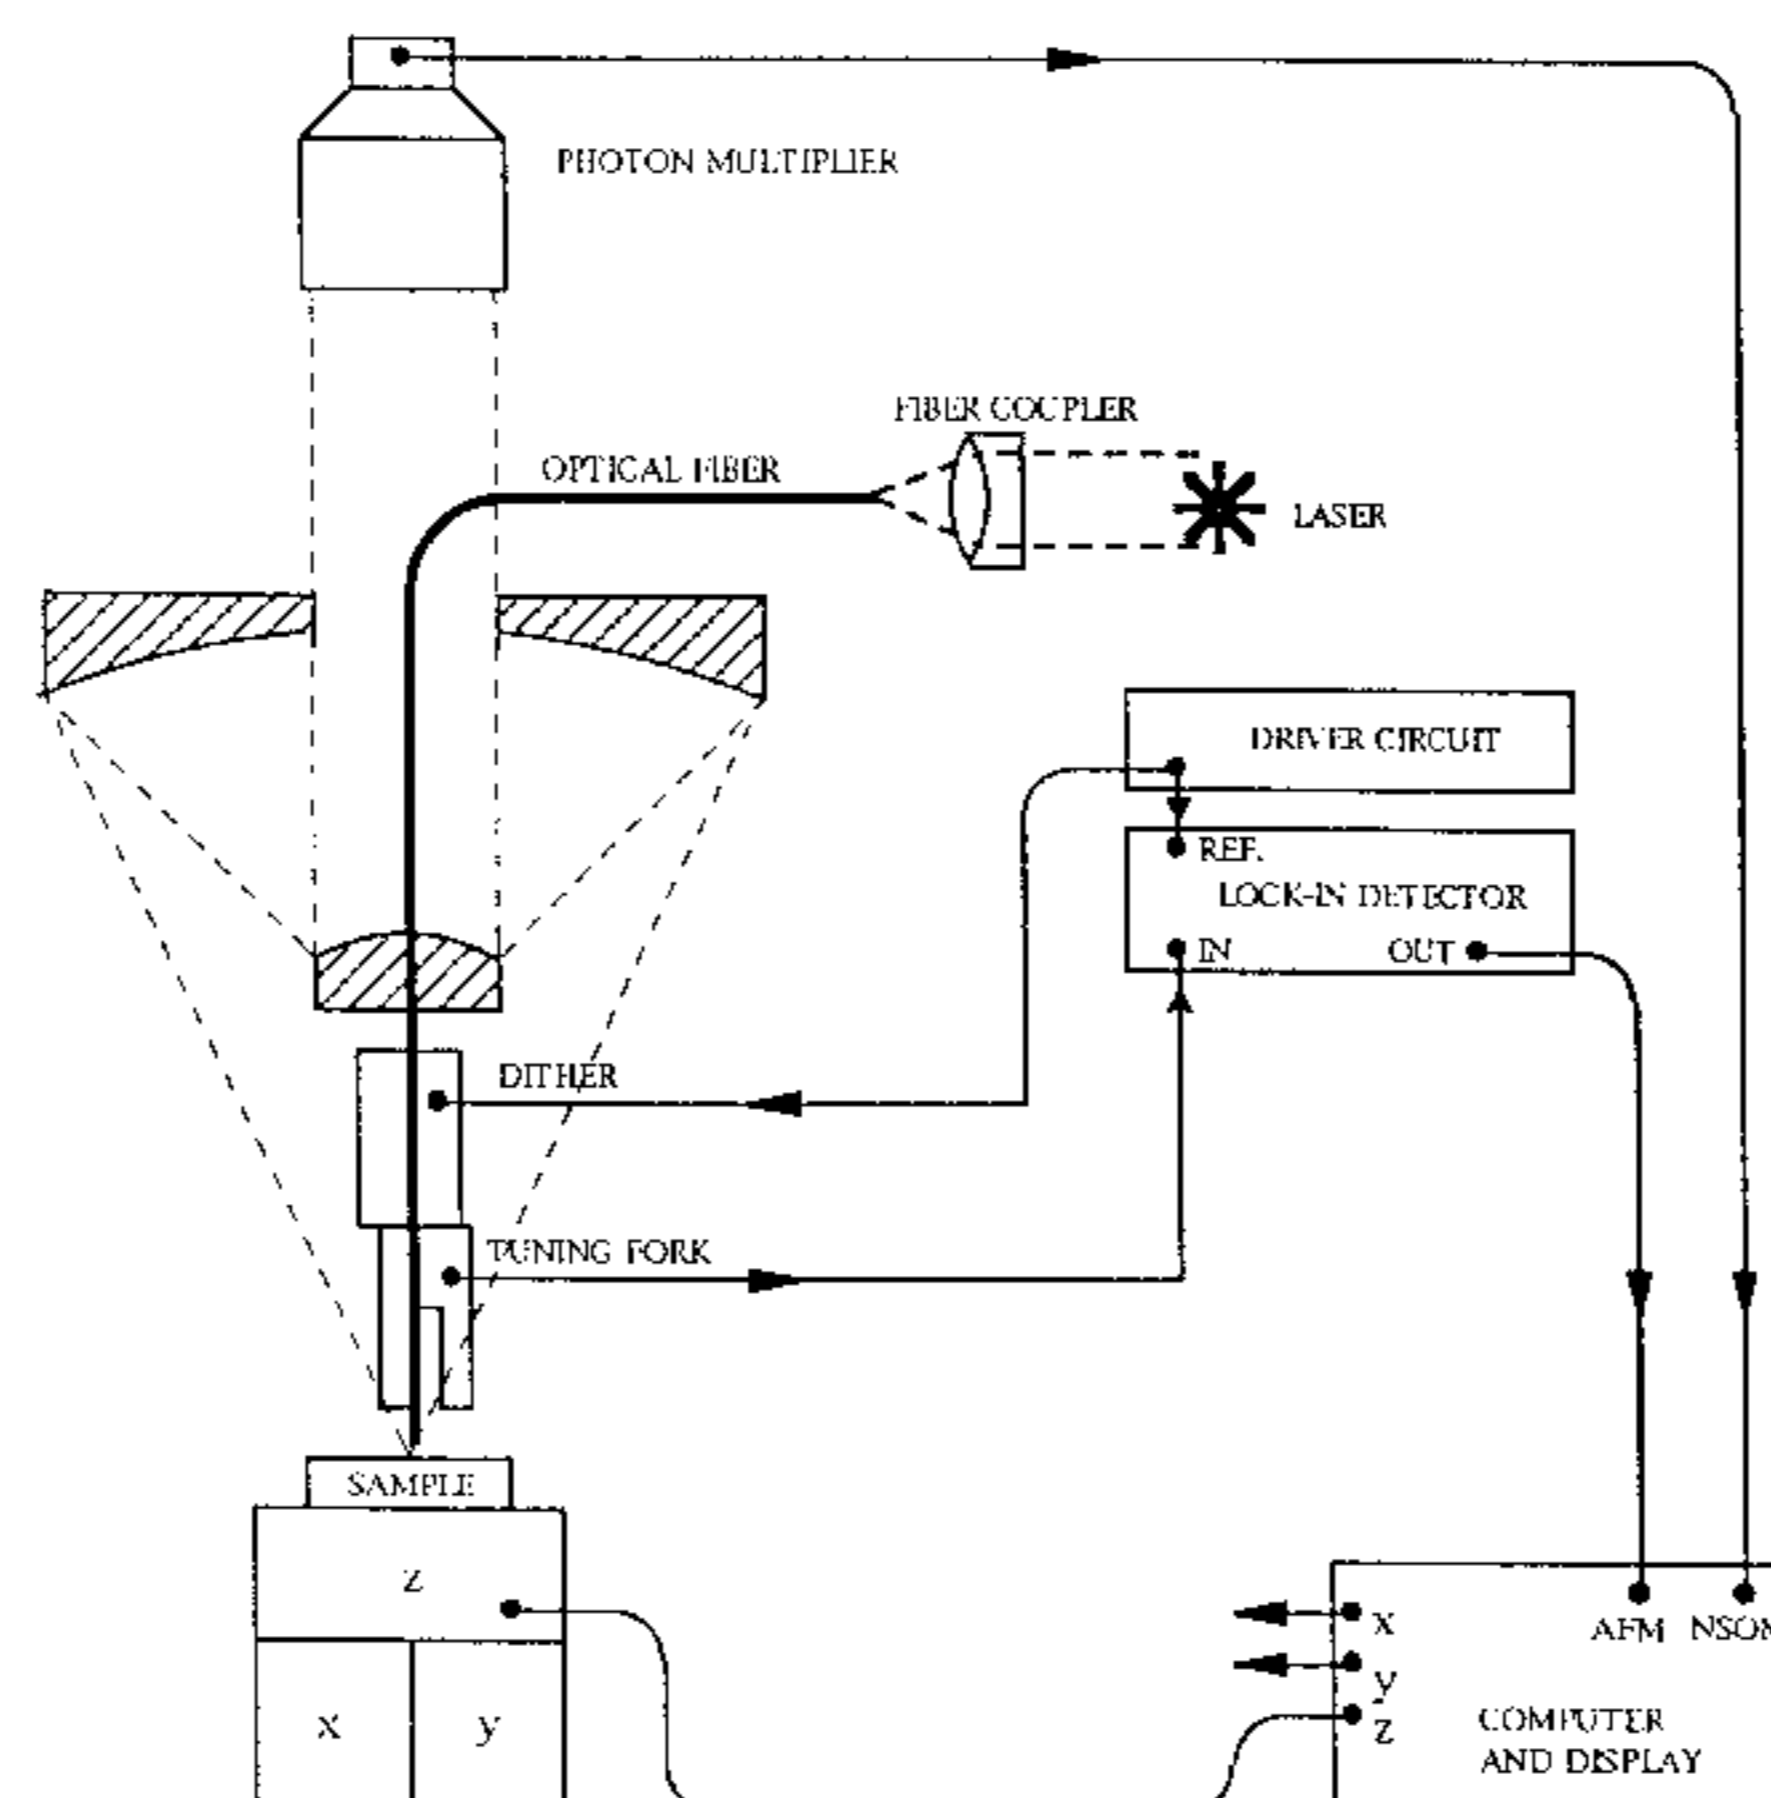 PHOTON MULTIPLIER
FIBER COUPLER
OPTICAL FIBER
LASER
DRIVER CIRCUIT
REF.
LOCK-IN DETECTOR
IN
OUT
DITHER
TUNING FORK
SAMPLE
z
x
y
x
y
z
AFM
NSOM
COMPUTER
AND DISPLAY